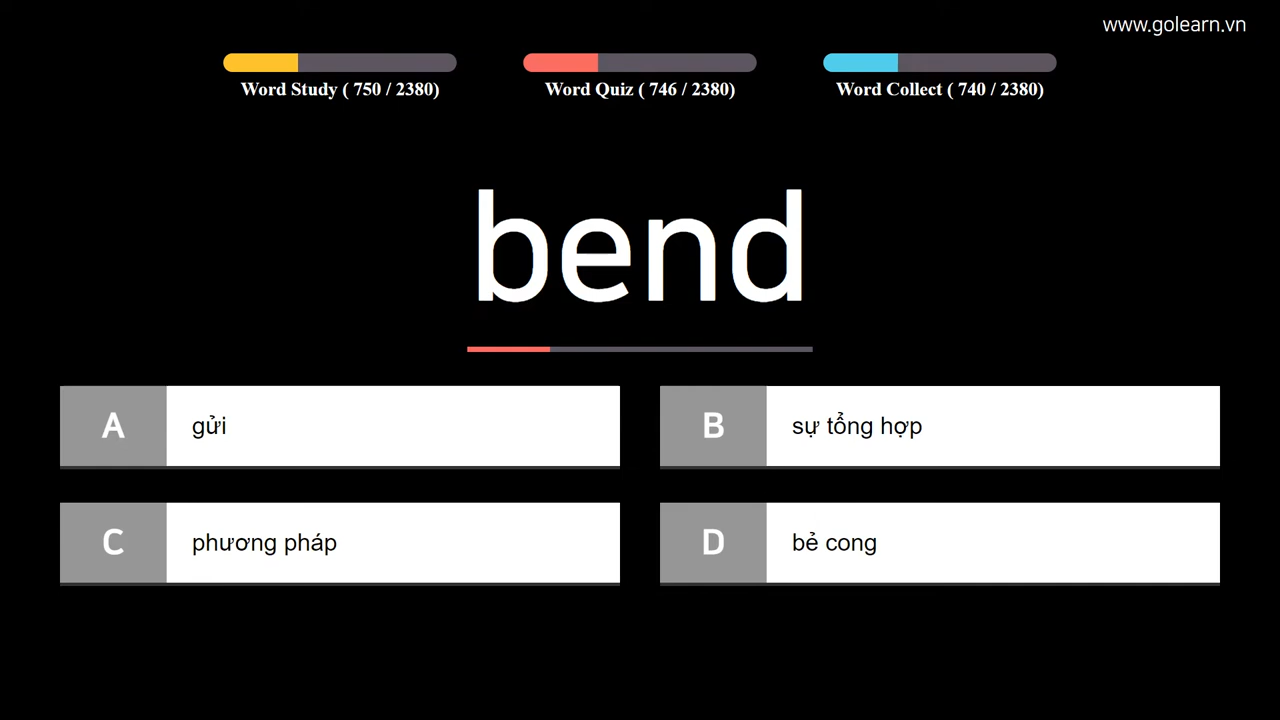 www.golearn.vn
Word Study ( 750 / 2380)
Word Quiz ( 746 / 2380)
Word Collect ( 740 / 2380)
bend
A gửi
B sự tổng hợp
C phương pháp
D bẻ cong